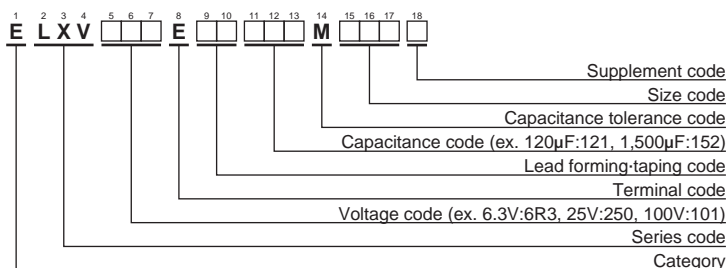 1 2 3 4 5 6 7 8 9 10 11 12 13 14 15 16 17 18
E L X V E M
Supplement code
Size code
Capacitance tolerance code
Capacitance code (ex. 120μF:121, 1,500μF:152)
Lead forming·taping code
Terminal code
Voltage code (ex. 6.3V:6R3, 25V:250, 100V:101)
Series code
Category